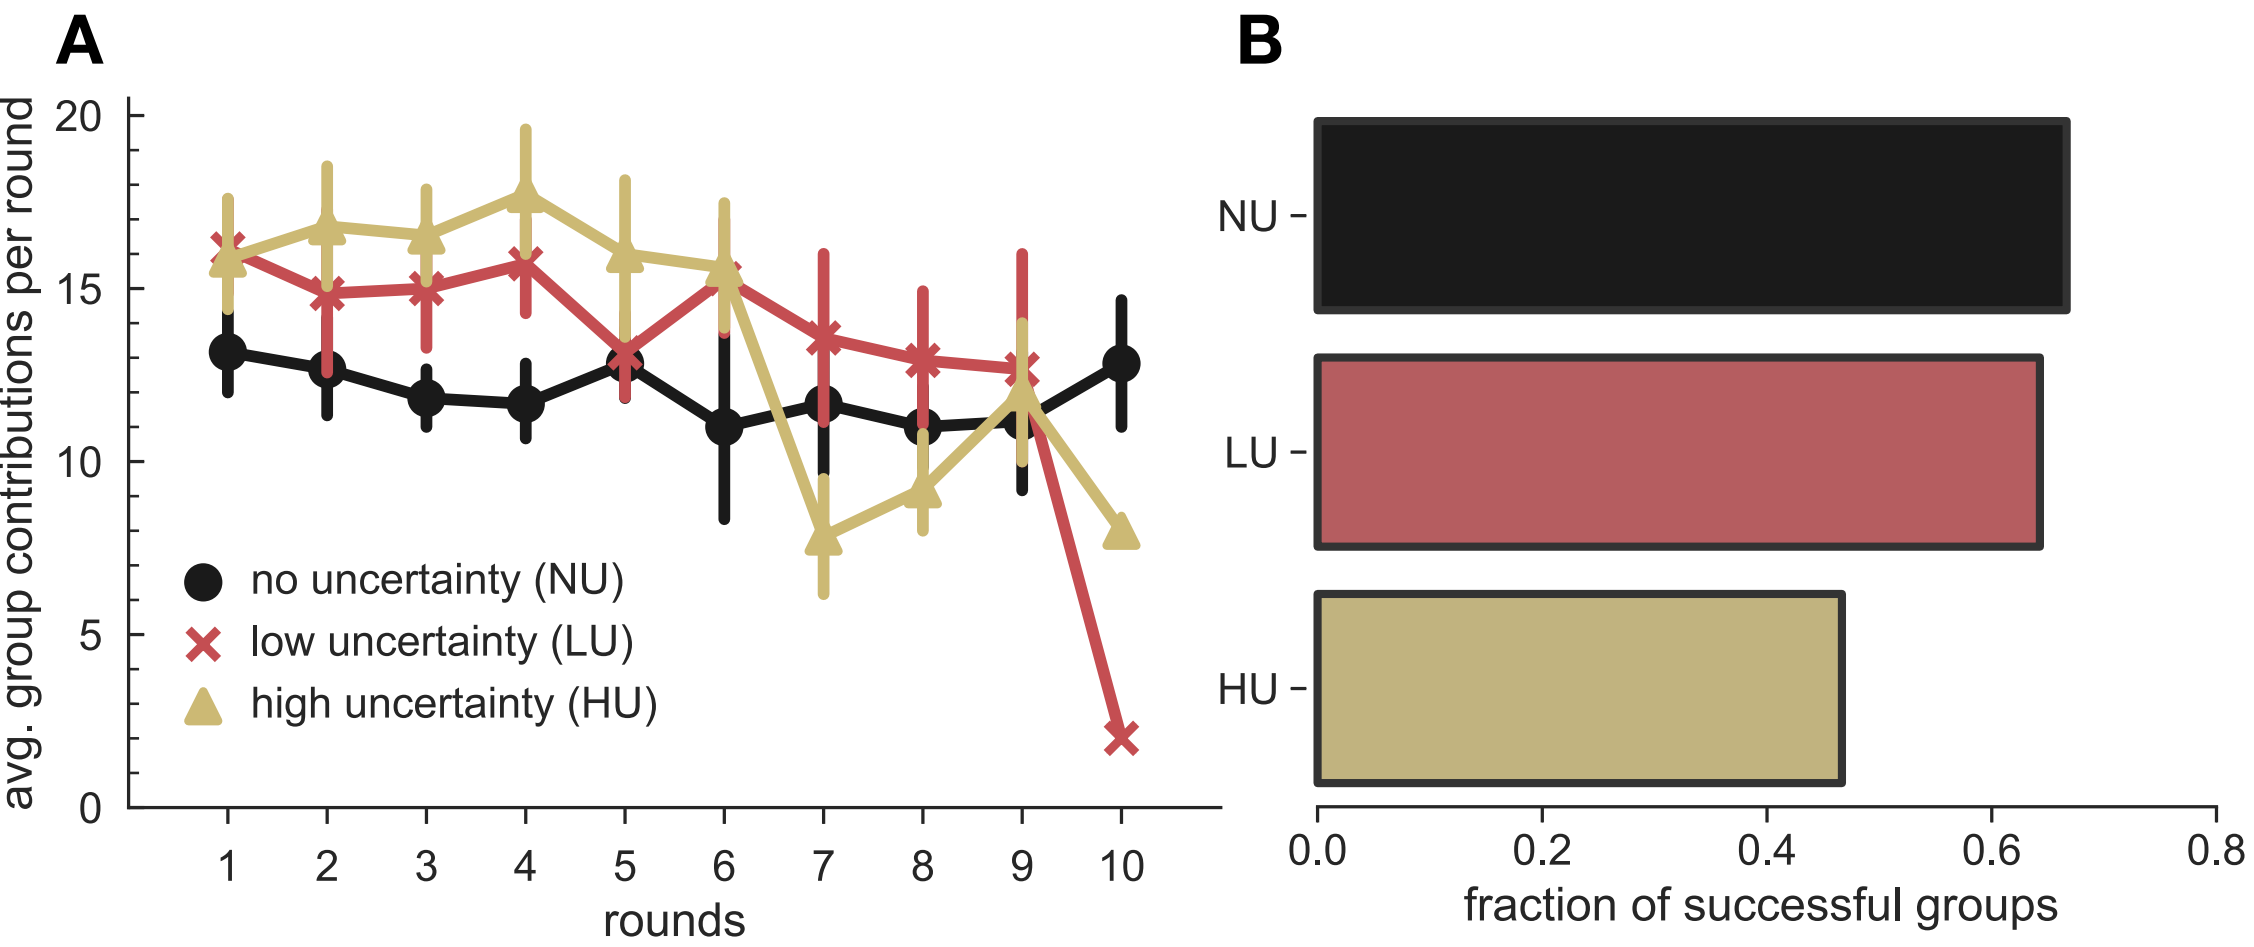 A
avg. group contributions per round
20
15
10
5
0
no uncertainty (NU)
low uncertainty (LU)
high uncertainty (HU)
1 2 3 4 5 6 7 8 9 10
rounds
B
NU
LU
HU
0.0 0.2 0.4 0.6 0.8
fraction of successful groups